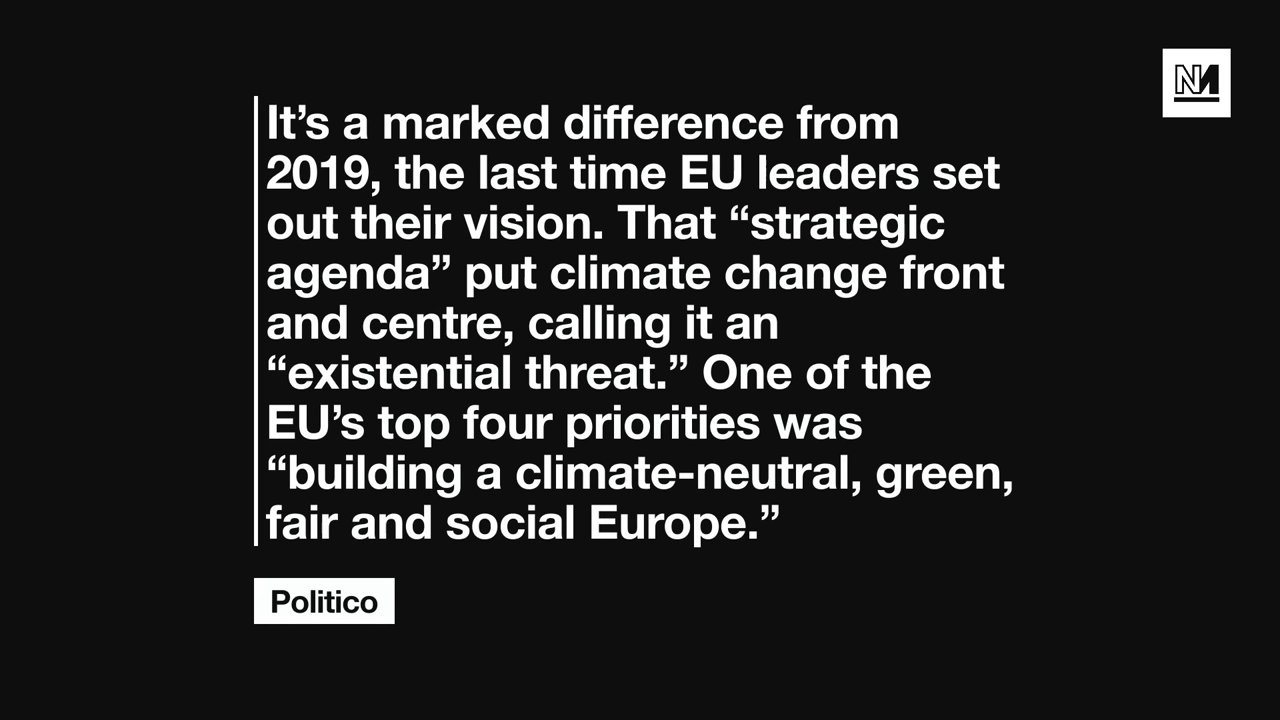 It’s a marked difference from
2019, the last time EU leaders set
out their vision. That “strategic
agenda” put climate change front
and centre, calling it an
“existential threat.” One of the
EU’s top four priorities was
“building a climate-neutral, green,
fair and social Europe.”
Politico
NM